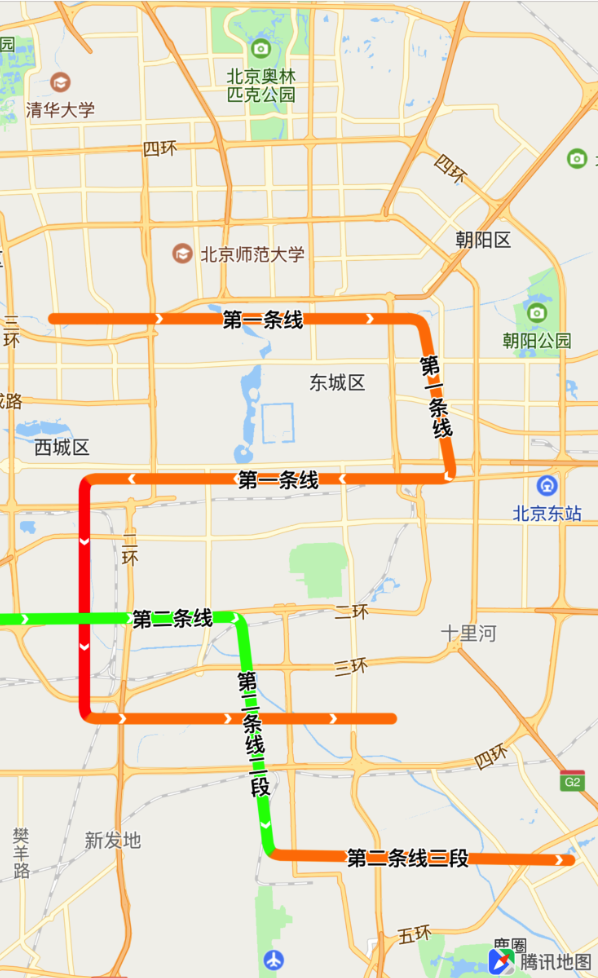 园
北京奥林
匹克公园
清华大学
四环
四环
朝阳区
北京师范大学
三环
第一条线
朝阳公园
第一条线
东城区
西城区
第一条线
北京东站
二环
二环
第二条线
十里河
三环
第二条线二段
四环
G2
樊羊路
新发地
第二条线三段
五环
鹿圈
腾讯地图